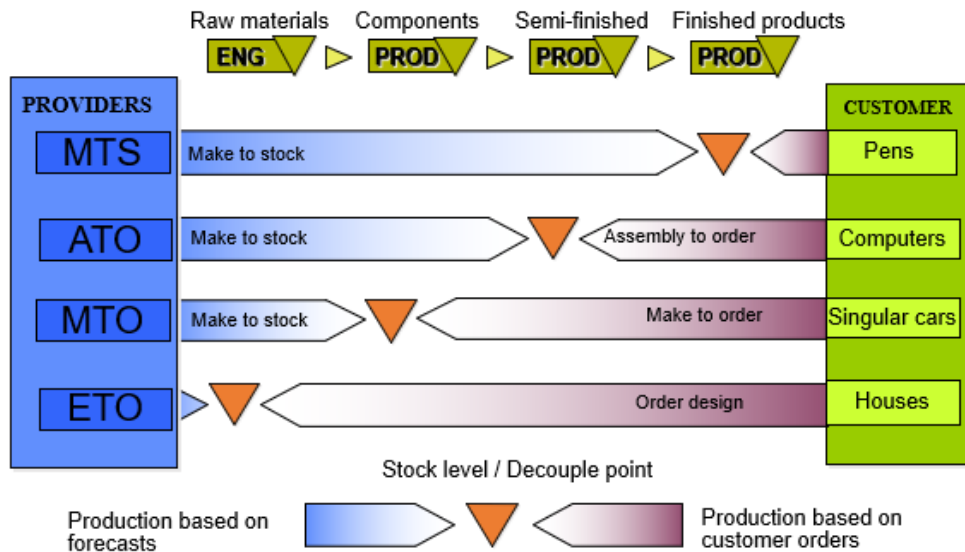 Raw materials Components Semi-finished Finished products
ENG PROD PROD PROD
PROVIDERS CUSTOMER
MTS Make to stock Pens
ATO Make to stock Assembly to order Computers
MTO Make to stock Make to order Singular cars
ETO Order design Houses
Stock level / Decouple point
Production based on
forecasts
Production based on
customer orders